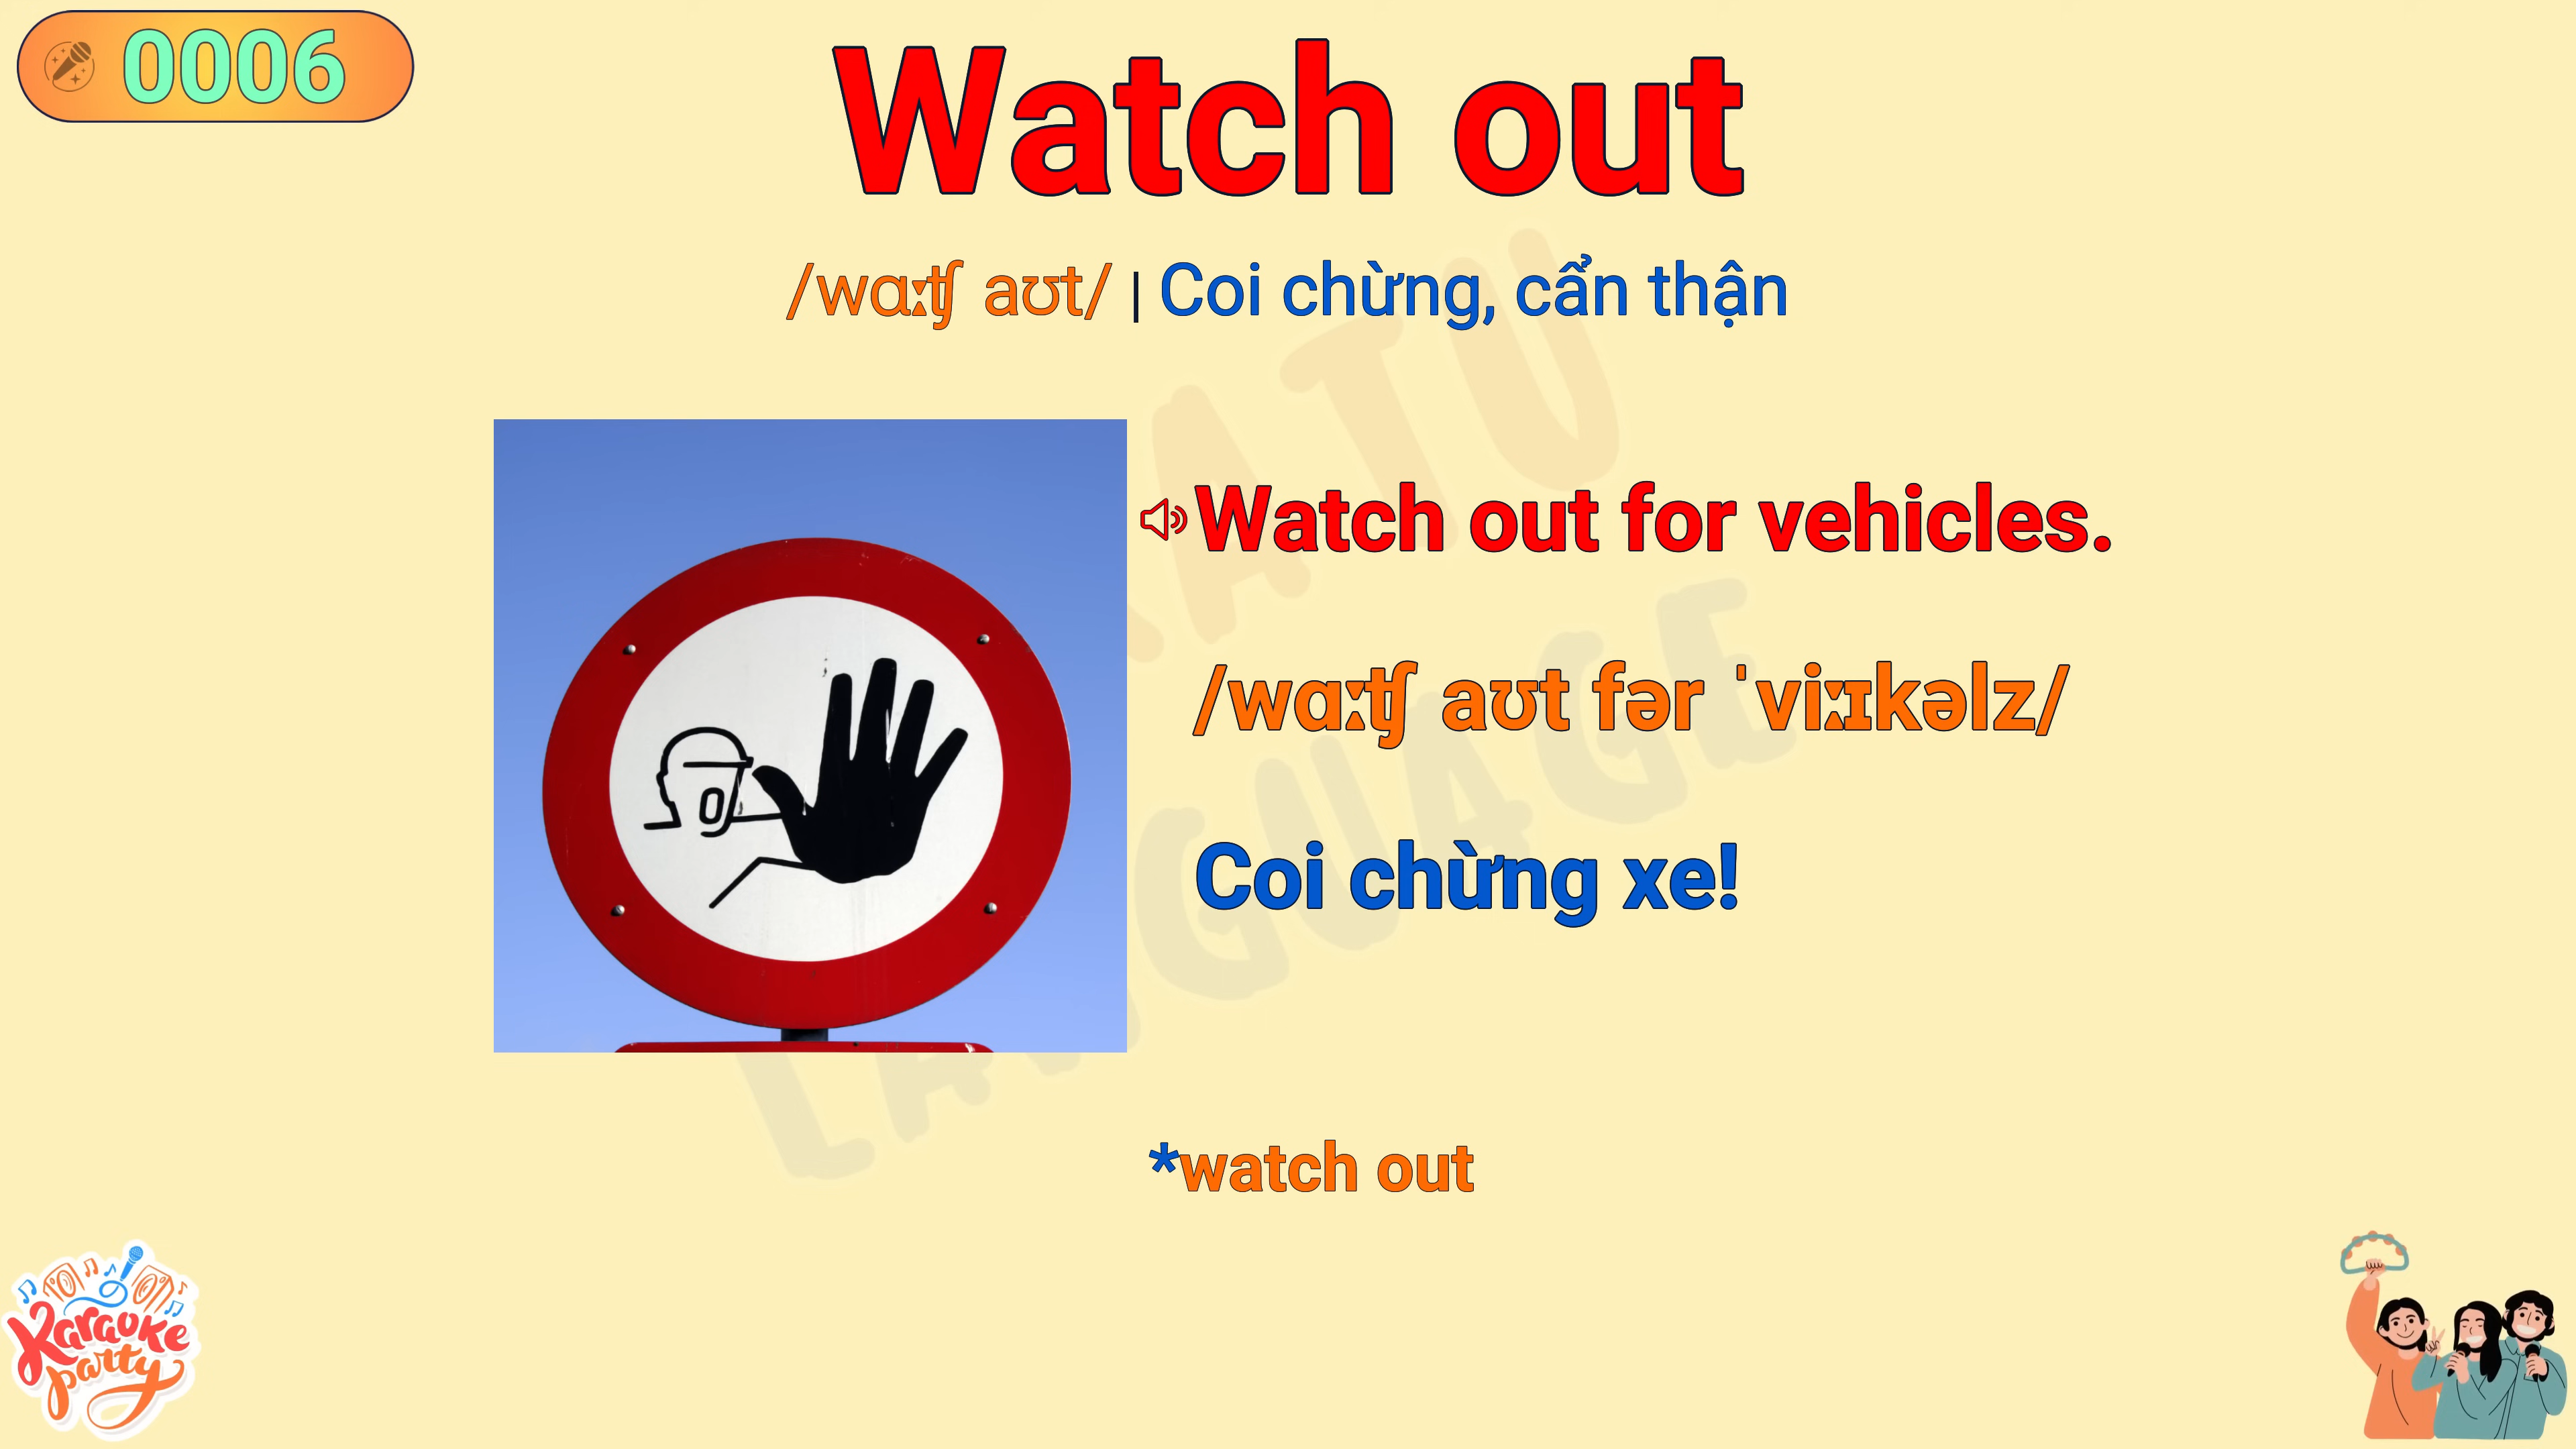 0006
Watch out
/wɑːʧ aʊt/ | Coi chừng, cẩn thận
Watch out for vehicles.
/wɑːʧ aʊt fər ˈviːɪkəlz/
Coi chừng xe!
*watch out
Karaoke
party
LANGUAGE